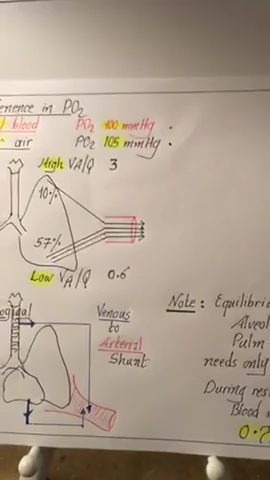 ference in PO₂
blood PO₂ 100 mmHg .
air PO₂ 105 mmHg .
High VA/Q 3
10%
57%
Low VA/Q 0.6
Venous
to
Arterial
Shunt
Note: Equilibri
Alveol
Pulm
needs only
During res
Blood s
0.7